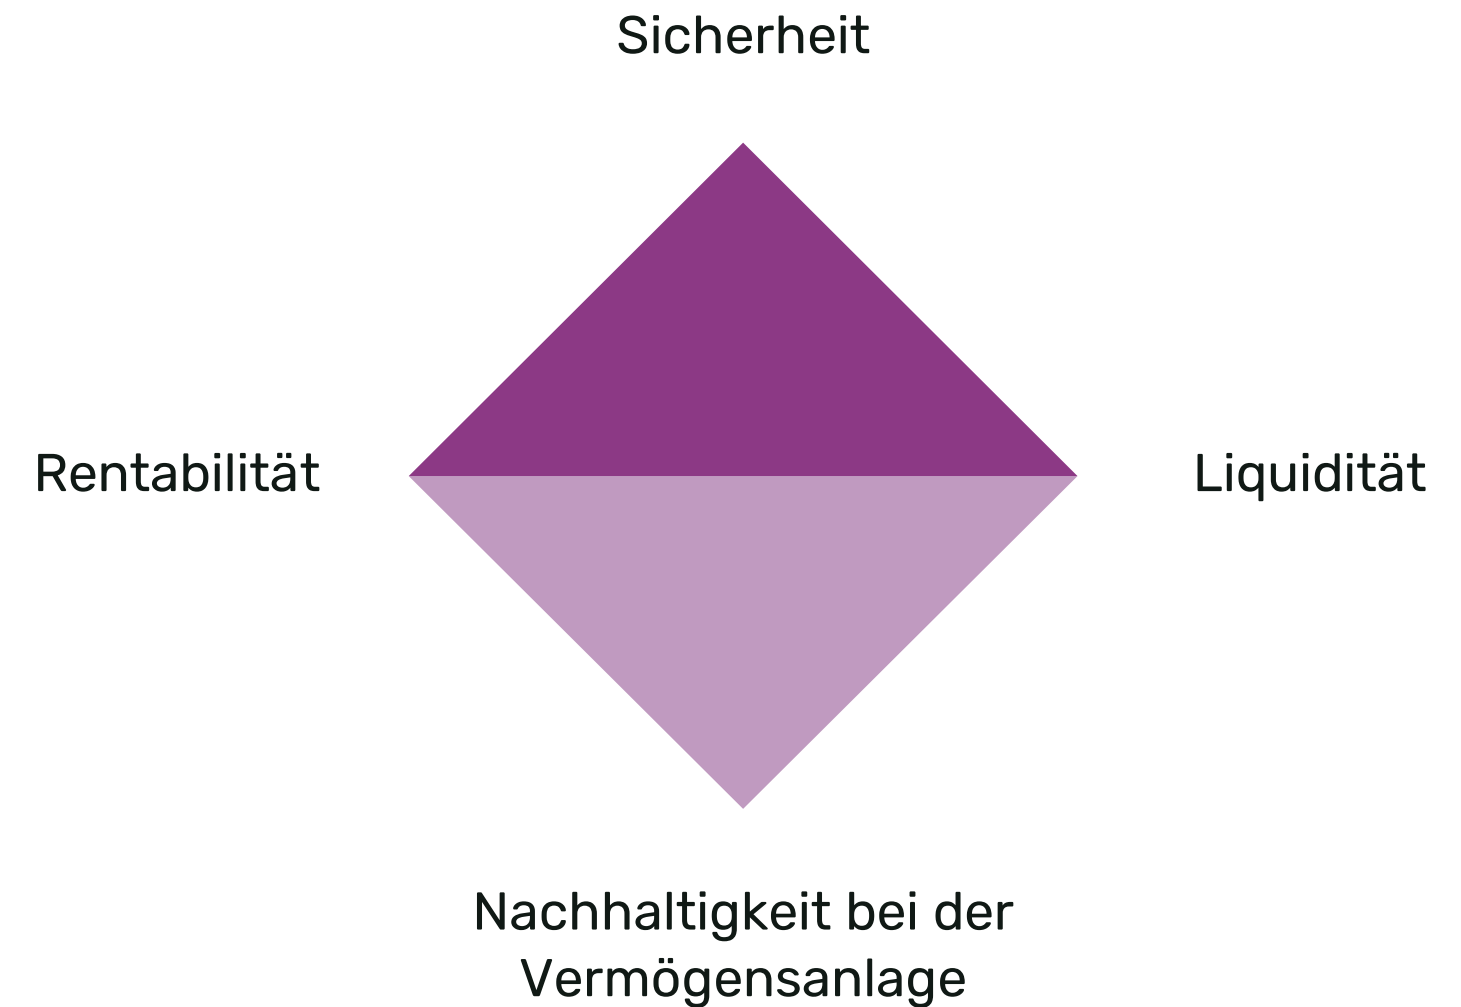 Sicherheit
Rentabilität
Liquidität
Nachhaltigkeit bei der
Vermögensanlage